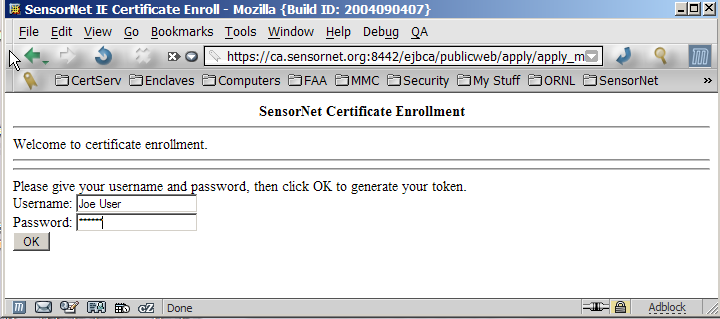 SensorNet IE Certificate Enroll - Mozilla {Build ID: 2004090407}
File Edit View Go Bookmarks Tools Window Help Debug QA
https://ca.sensornet.org:8442/ejbca/publicweb/apply/apply_m
CertServ Enclaves Computers FAA MMC Security My Stuff ORNL SensorNet »
SensorNet Certificate Enrollment
Welcome to certificate enrollment.
Please give your username and password, then click OK to generate your token.
Username: Joe User
Password: ******
OK
Done Adblock